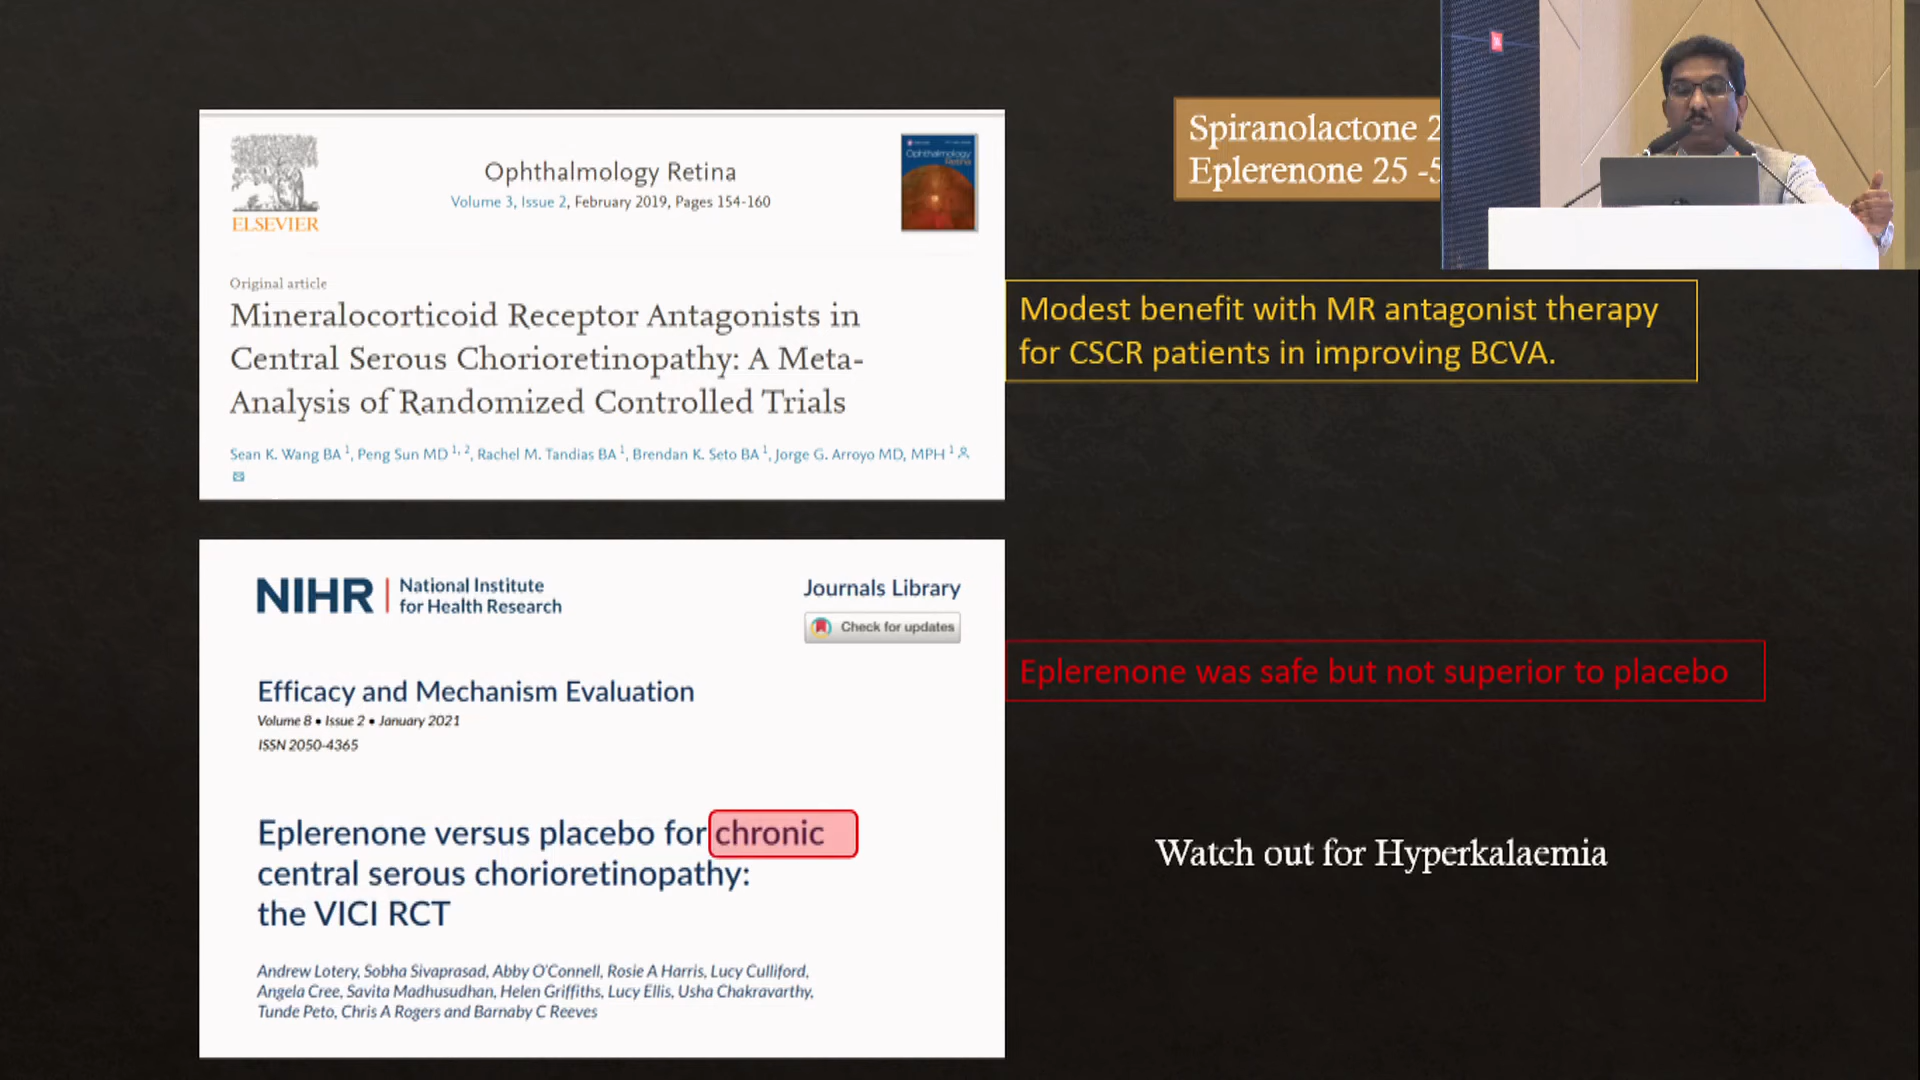 ELSEVIER
Ophthalmology Retina
Volume 3, Issue 2, February 2019, Pages 154-160
Original article
Mineralocorticoid Receptor Antagonists in
Central Serous Chorioretinopathy: A Meta-
Analysis of Randomized Controlled Trials
Sean K. Wang BA 1, Peng Sun MD 1, 2, Rachel M. Tandias BA 1, Brendan K. Seto BA 1, Jorge G. Arroyo MD, MPH 1
Spiranolactone 2
Eplerenone 25 -5
Modest benefit with MR antagonist therapy
for CSCR patients in improving BCVA.
NIHR | National Institute
for Health Research
Journals Library
Check for updates
Efficacy and Mechanism Evaluation
Volume 8 • Issue 2 • January 2021
ISSN 2050-4365
Eplerenone versus placebo for chronic
central serous chorioretinopathy:
the VICI RCT
Andrew Lotery, Sobha Sivaprasad, Abby O'Connell, Rosie A Harris, Lucy Culliford,
Angela Cree, Savita Madhusudhan, Helen Griffiths, Lucy Ellis, Usha Chakravarthy,
Tunde Peto, Chris A Rogers and Barnaby C Reeves
Eplerenone was safe but not superior to placebo
Watch out for Hyperkalaemia